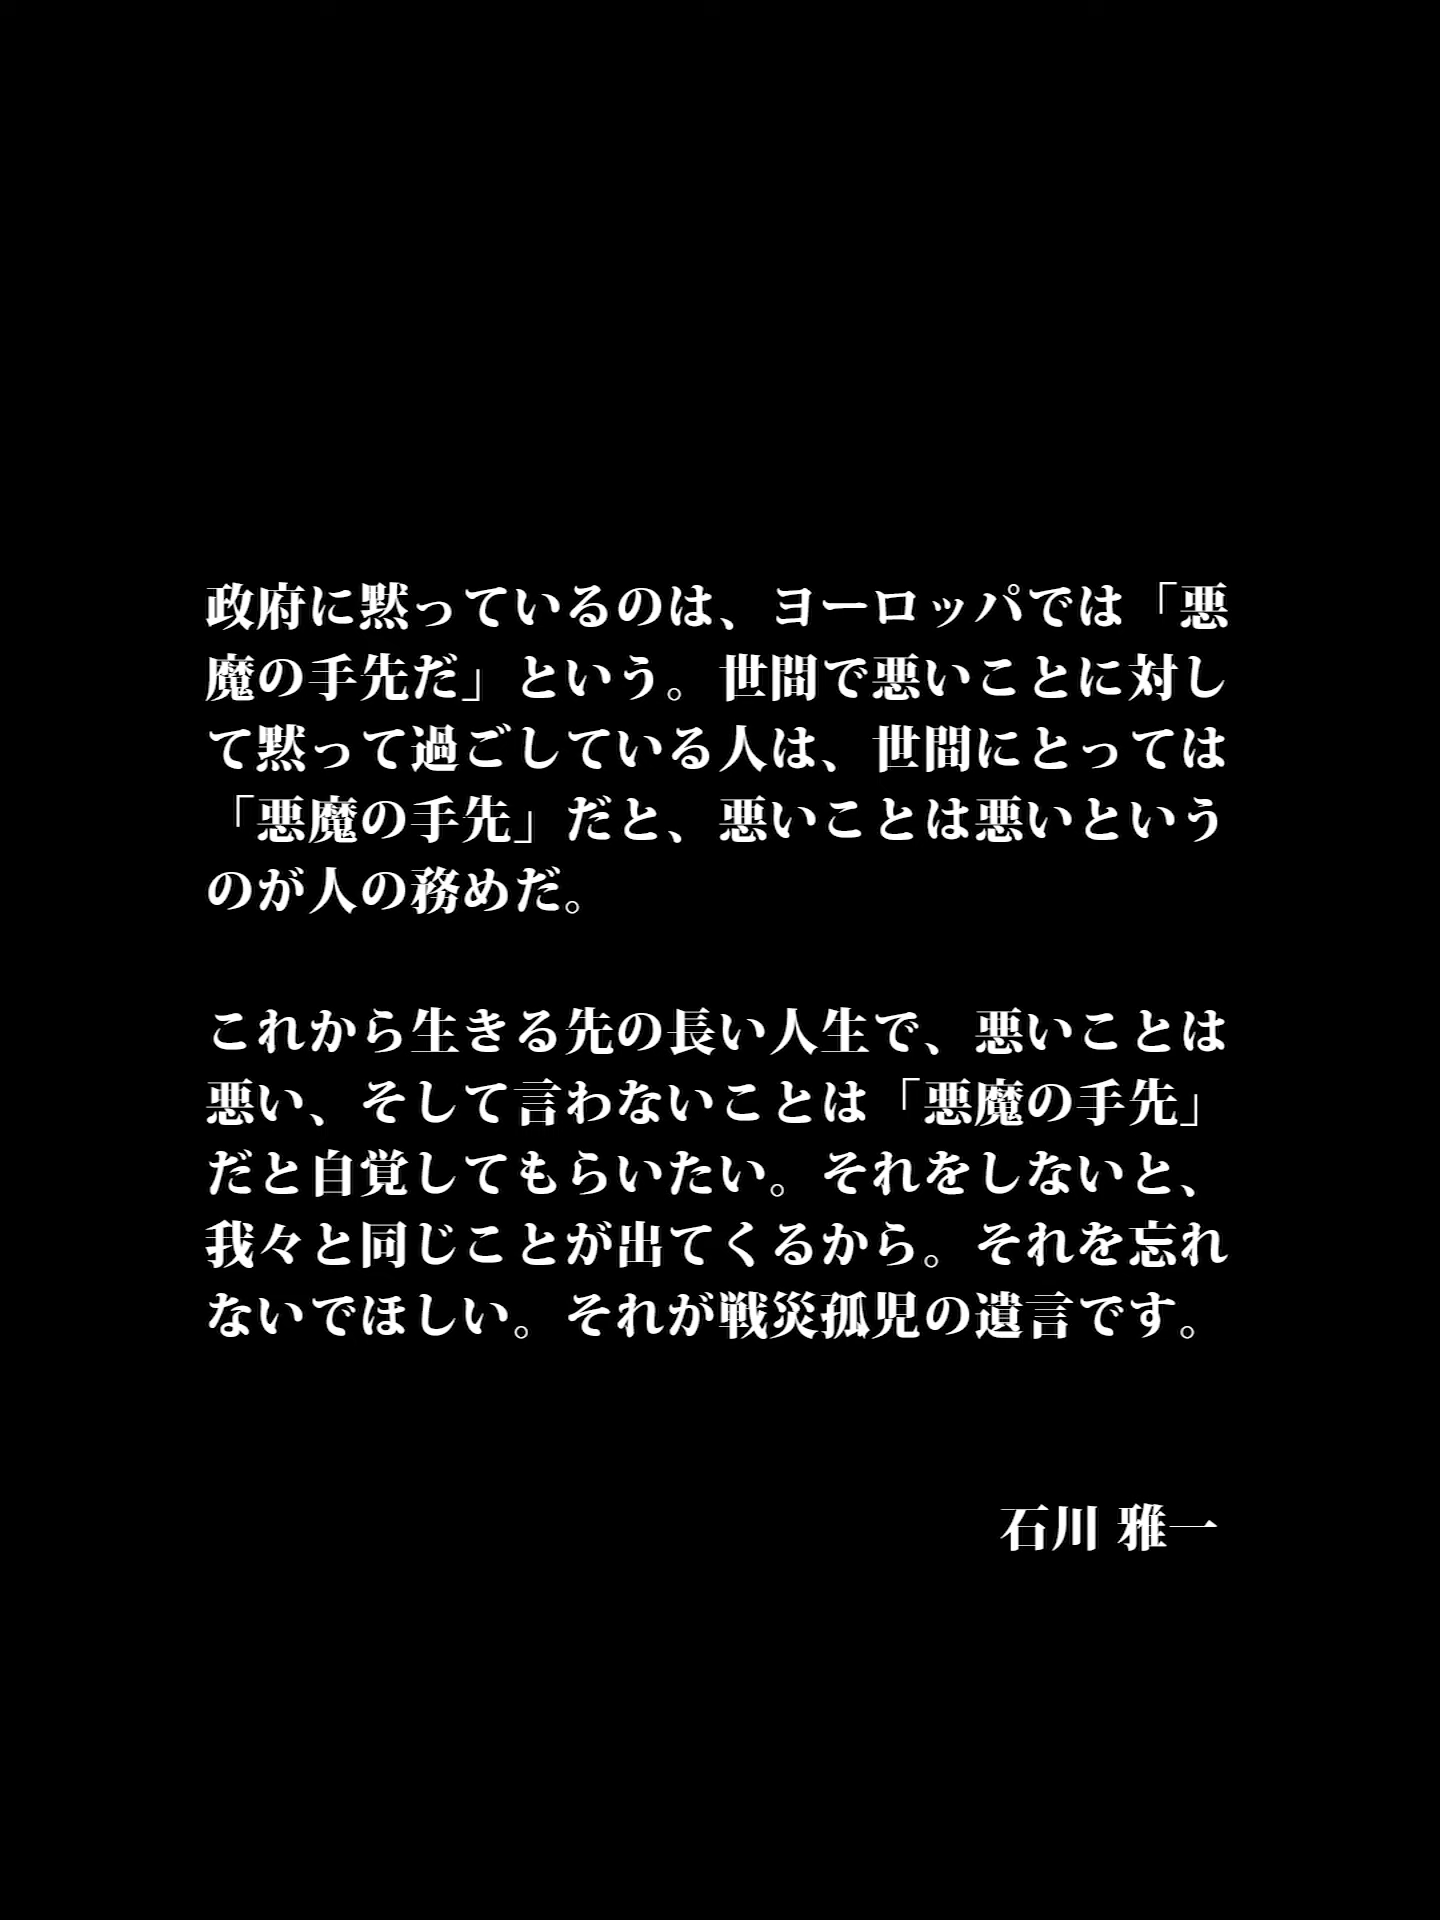 政府に黙っているのは、ヨーロッパでは「悪
魔の手先だ」という。世間で悪いことに対し
て黙って過ごしている人は、世間にとっては
「悪魔の手先」だと、悪いことは悪いという
のが人の務めだ。
これから生きる先の長い人生で、悪いことは
悪い、そして言わないことは「悪魔の手先」
だと自覚してもらいたい。それをしないと、
我々と同じことが出てくるから。それを忘れ
ないでほしい。それが戦災孤児の遺言です。
石川 雅一